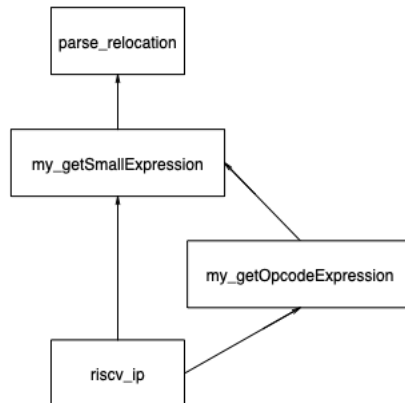 parse_relocation
my_getSmallExpression
my_getOpcodeExpression
riscv_ip